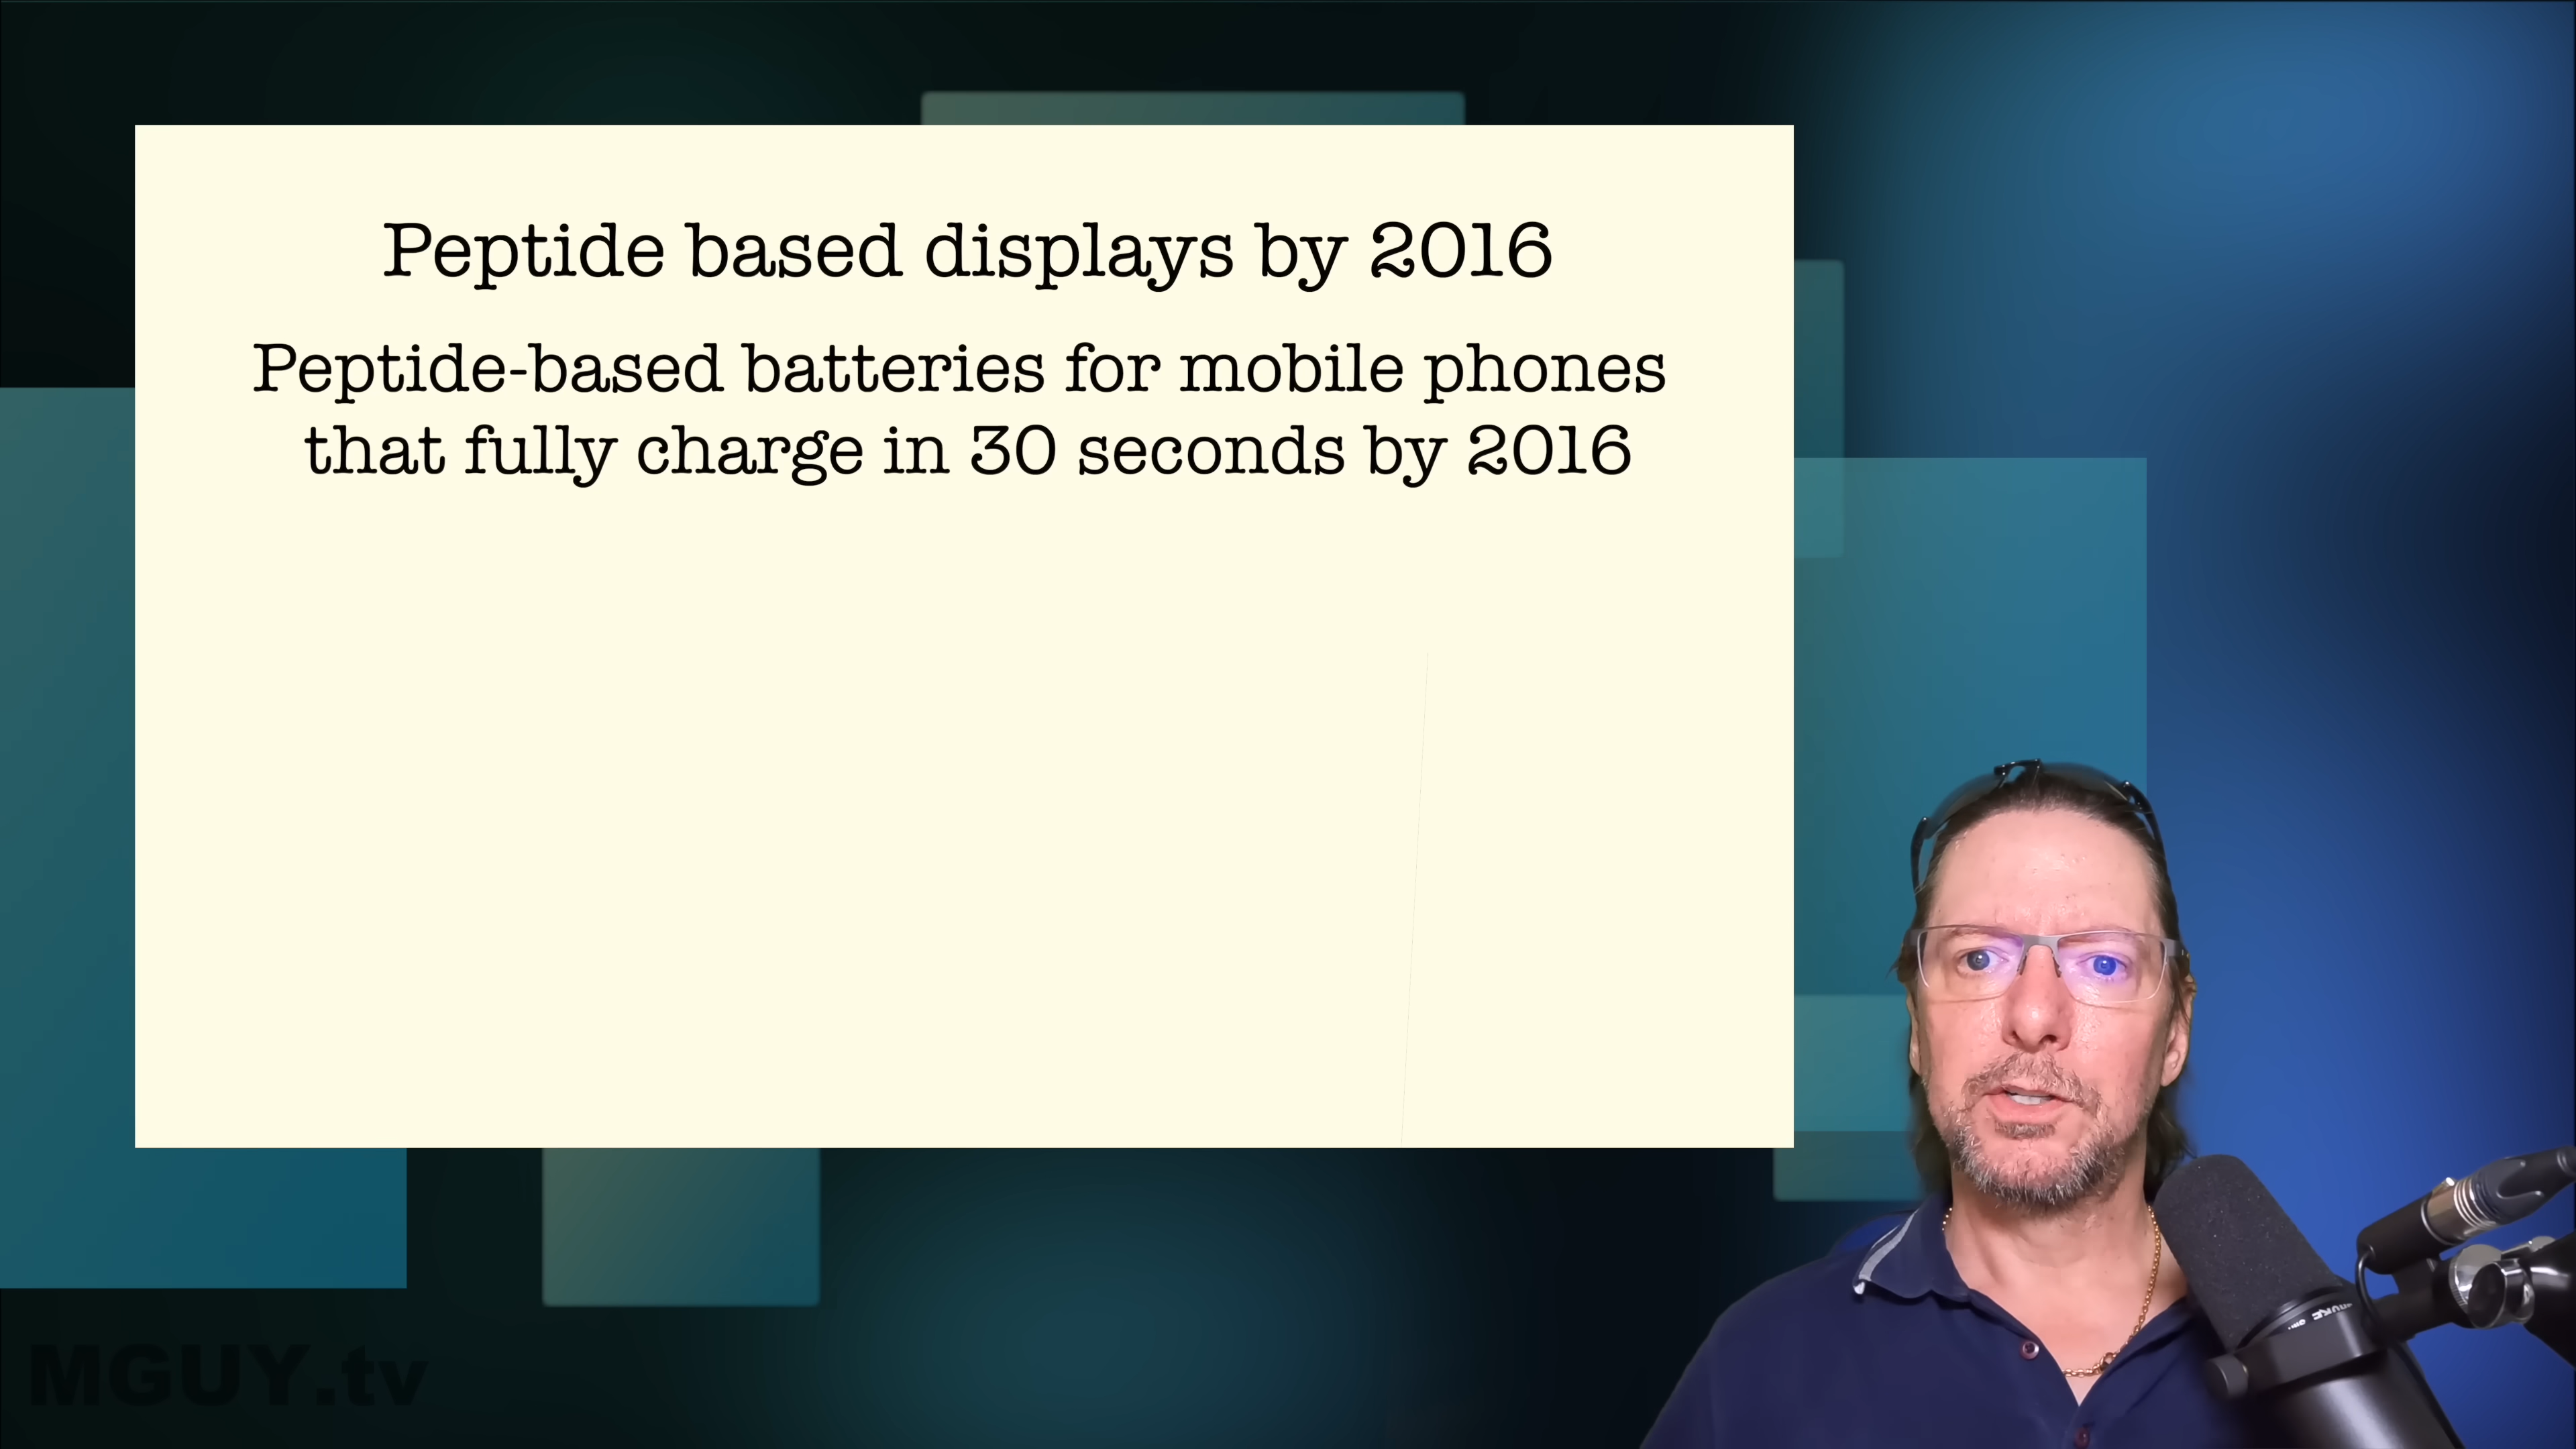 Peptide based displays by 2016
Peptide-based batteries for mobile phones
that fully charge in 30 seconds by 2016
MGUY.tv